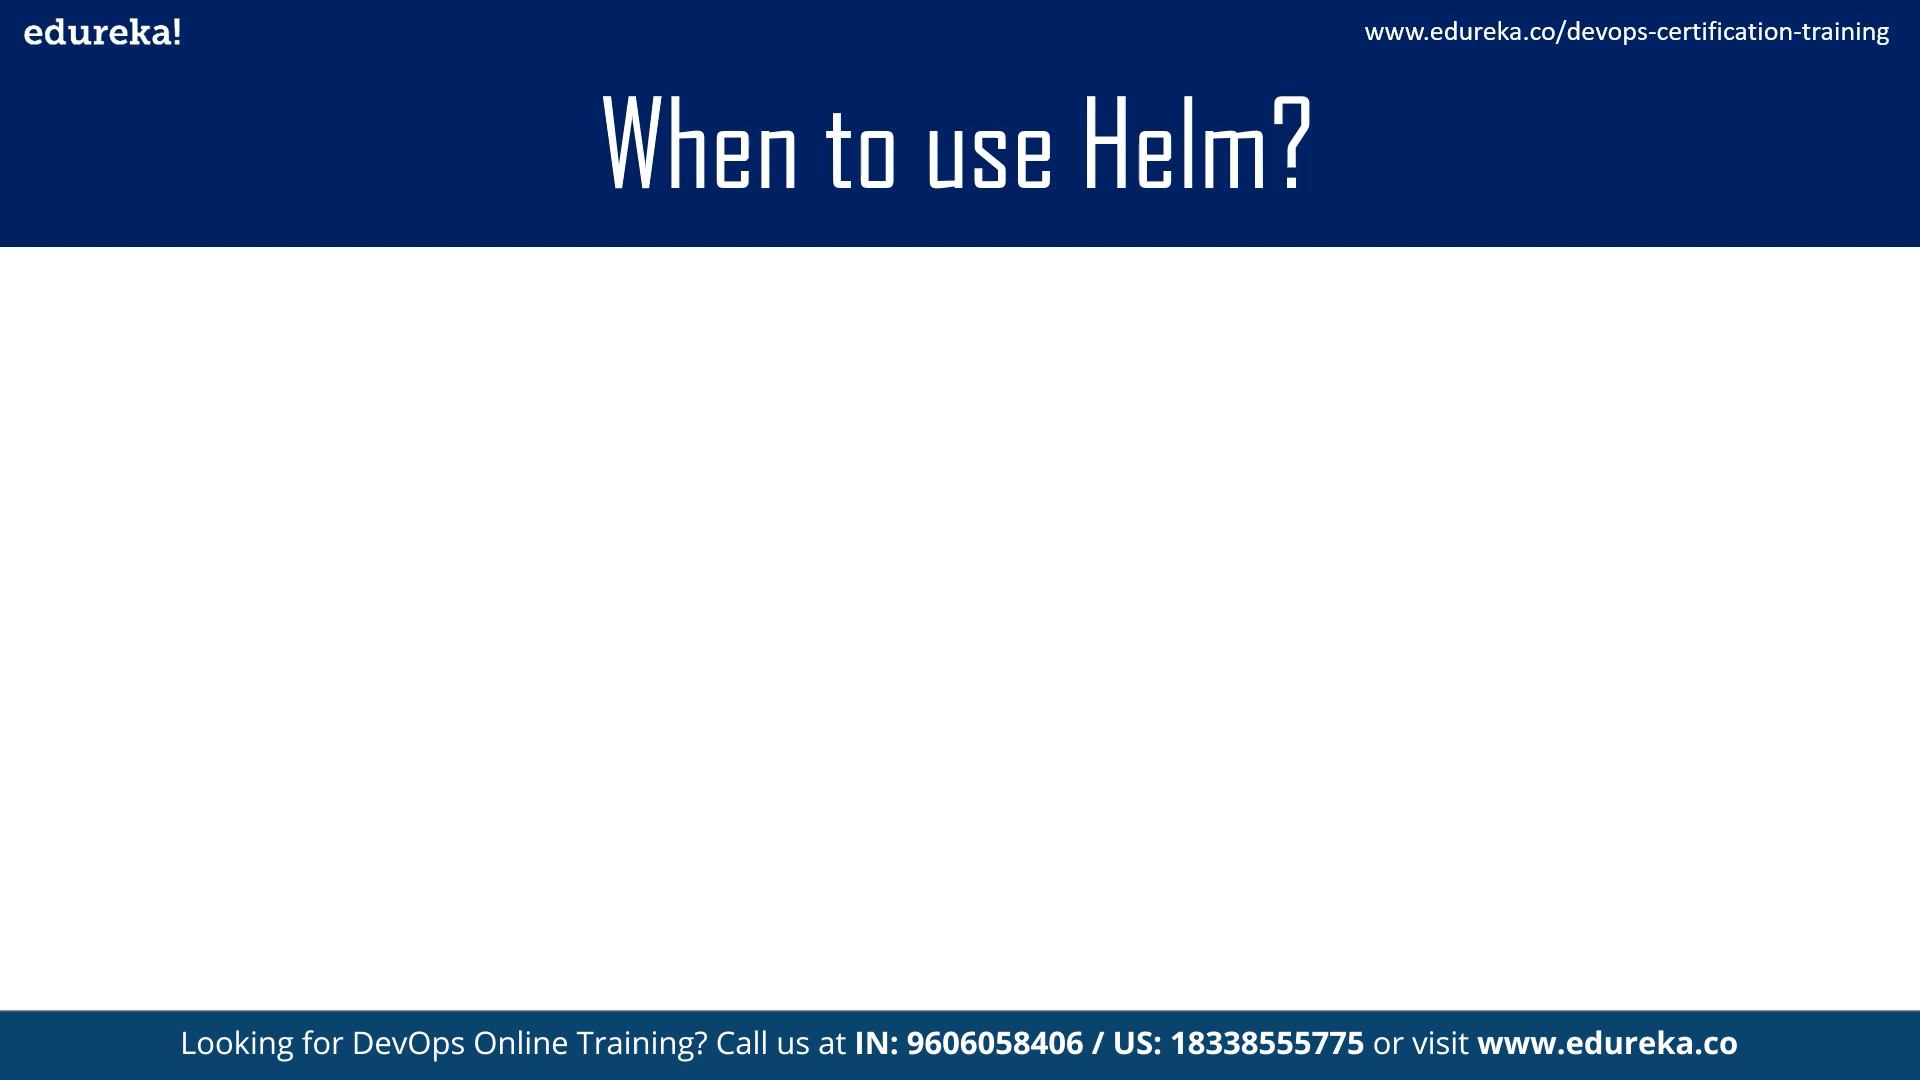 edureka!
www.edureka.co/devops-certification-training
When to use Helm?
Looking for DevOps Online Training? Call us at IN: 9606058406 / US: 18338555775 or visit www.edureka.co